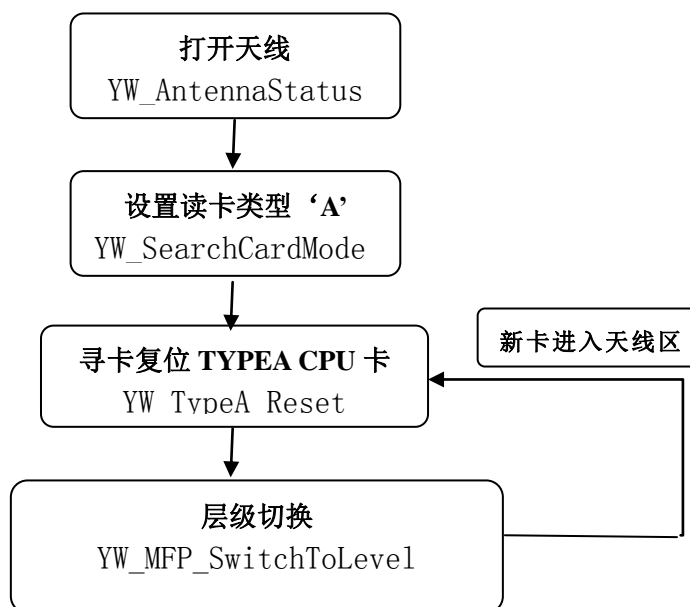 打开天线
YW_AntennaStatus
设置读卡类型‘A’
YW_SearchCardMode
新卡进入天线区
寻卡复位 TYPEA CPU 卡
YW_TypeA_Reset
层级切换
YW_MFP_SwitchToLevel